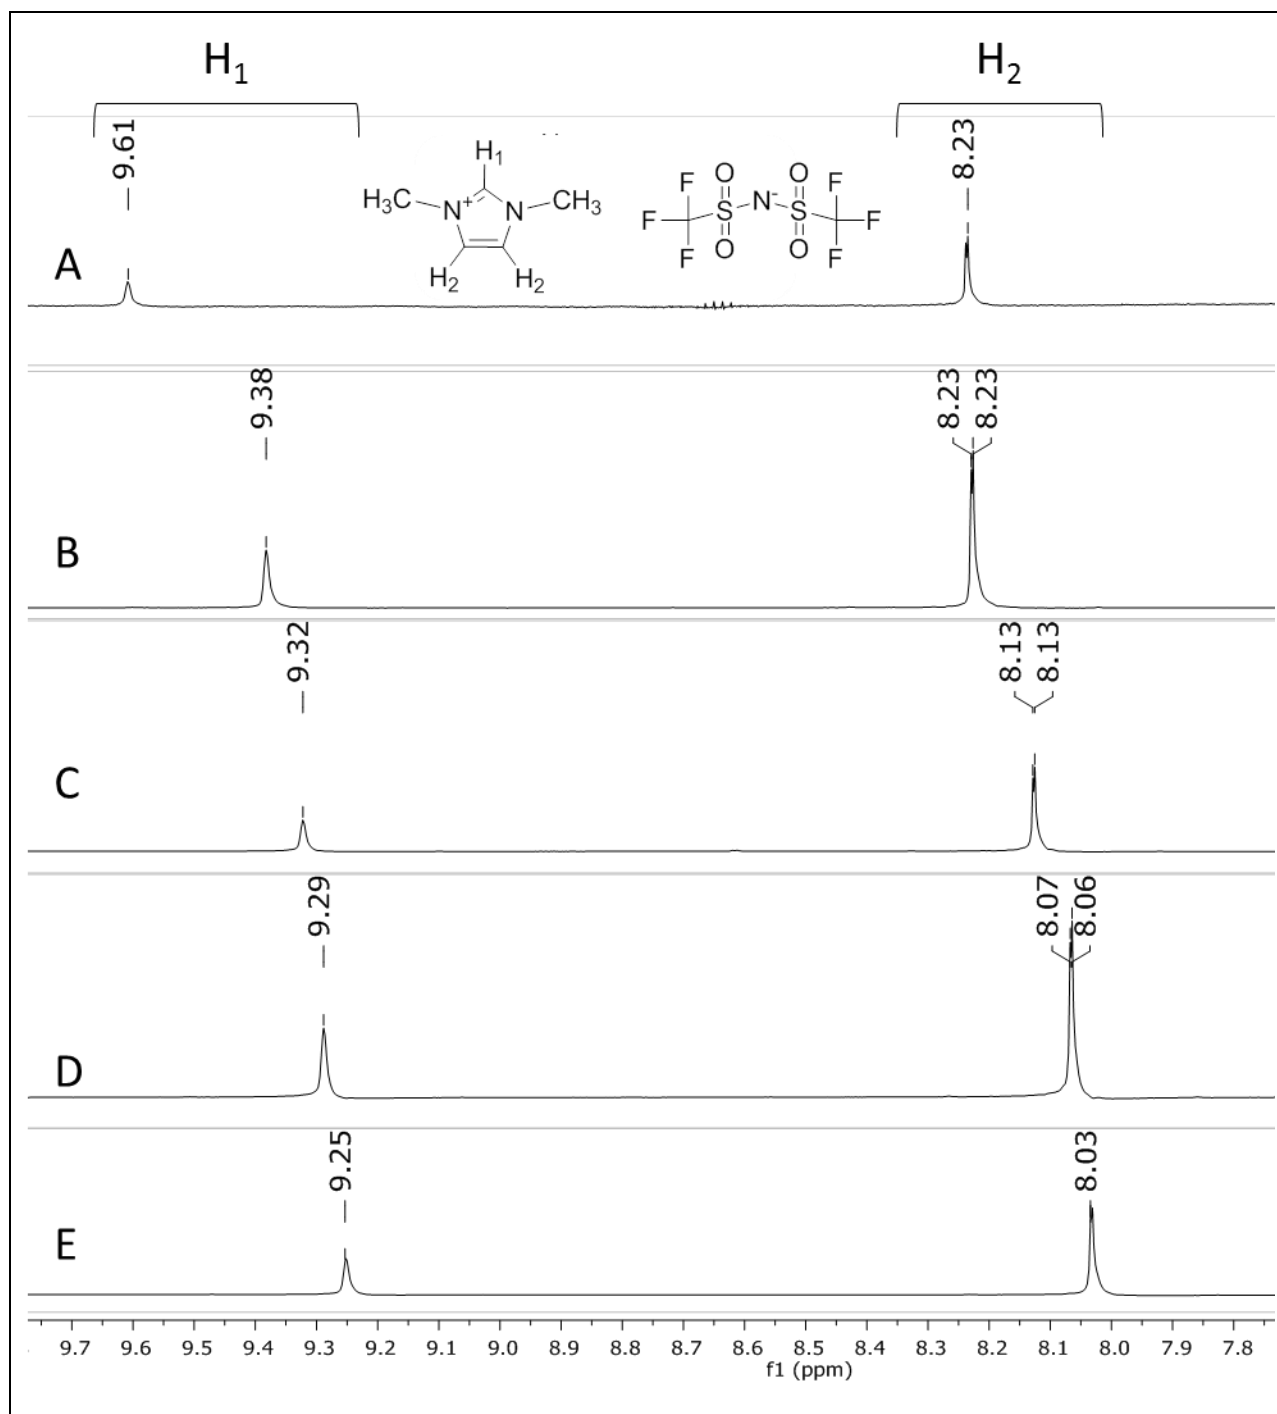 H1
H2
9.61
8.23
H1
H3C
N+
N
CH3
H2
H2
F
F
F
O
S
O
N-
O
S
O
F
F
F
A
9.38
8.23
8.23
B
9.32
8.13
8.13
C
9.29
8.07
8.06
D
9.25
8.03
E
9.7 9.6 9.5 9.4 9.3 9.2 9.1 9.0 8.9 8.8 8.7 8.6 8.5 8.4 8.3 8.2 8.1 8.0 7.9 7.8
f1 (ppm)